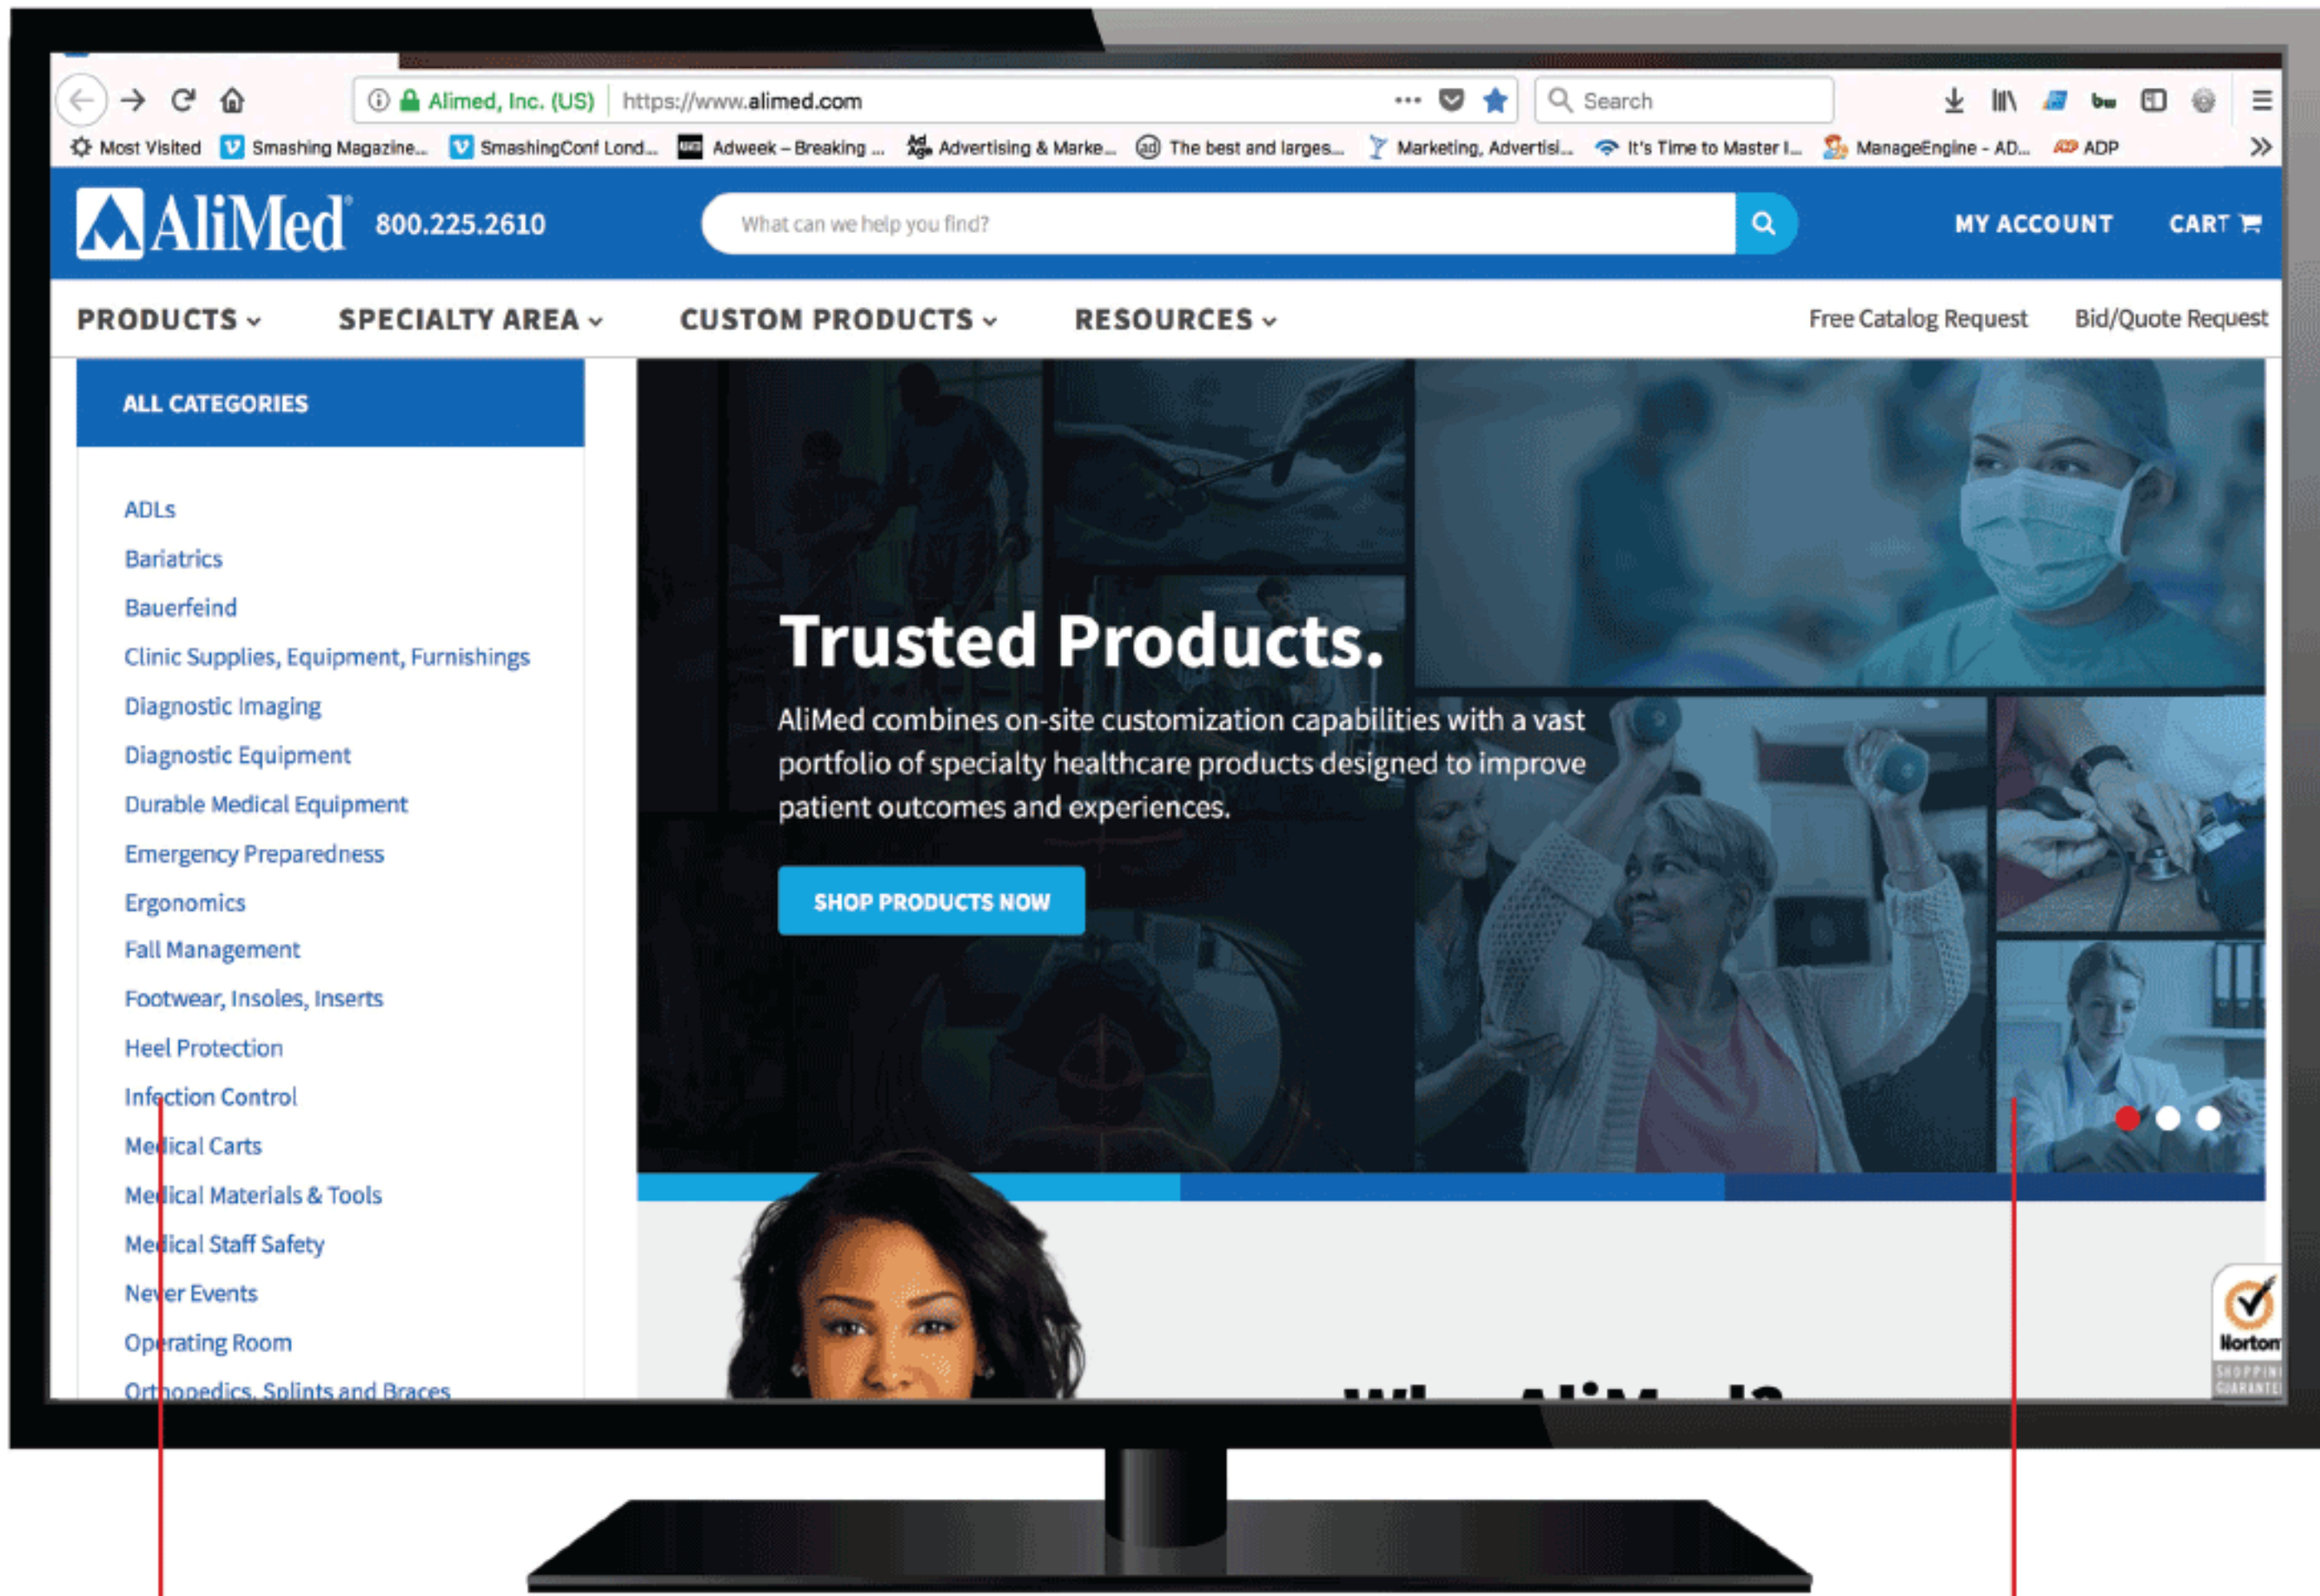 Alimed, Inc. (US) https://www.alimed.com Search
Most Visited Smashing Magazine... SmashingConf Lond... Adweek – Breaking ... Advertising & Marke... The best and larges... Marketing, Advertisi... It's Time to Master I... ManageEngine - AD... ADP
AliMed® 800.225.2610 What can we help you find? MY ACCOUNT CART
PRODUCTS SPECIALTY AREA CUSTOM PRODUCTS RESOURCES Free Catalog Request Bid/Quote Request
ALL CATEGORIES
ADLs
Bariatrics
Bauerfeind
Clinic Supplies, Equipment, Furnishings
Diagnostic Imaging
Diagnostic Equipment
Durable Medical Equipment
Emergency Preparedness
Ergonomics
Fall Management
Footwear, Insoles, Inserts
Heel Protection
Infection Control
Medical Carts
Medical Materials & Tools
Medical Staff Safety
Never Events
Operating Room
Orthopedics, Splints and Braces
Trusted Products.
AliMed combines on-site customization capabilities with a vast
portfolio of specialty healthcare products designed to improve
patient outcomes and experiences.
SHOP PRODUCTS NOW
Why AliMed?
Norton